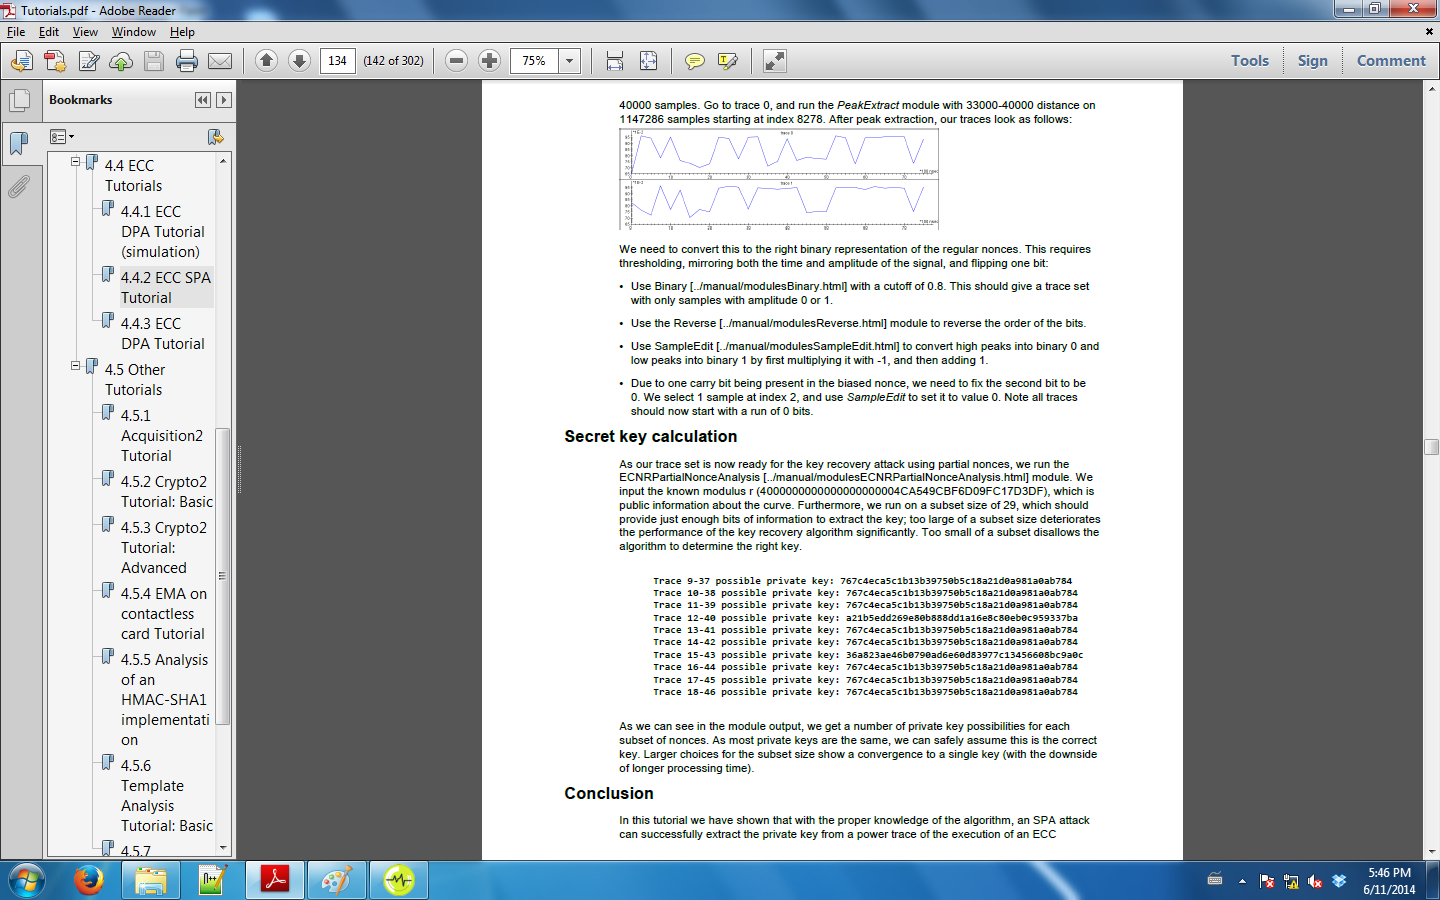 Tutorials.pdf - Adobe Reader
File Edit View Window Help
134 (142 of 302) 75% Tools Sign Comment
Bookmarks
4.4 ECC
Tutorials
4.4.1 ECC
DPA Tutorial
(simulation)
4.4.2 ECC SPA
Tutorial
4.4.3 ECC
DPA Tutorial
4.5 Other
Tutorials
4.5.1
Acquisition2
Tutorial
4.5.2 Crypto2
Tutorial: Basic
4.5.3 Crypto2
Tutorial:
Advanced
4.5.4 EMA on
contactless
card Tutorial
4.5.5 Analysis
of an
HMAC-SHA1
implementati
on
4.5.6
Template
Analysis
Tutorial: Basic
4.5.7
40000 samples. Go to trace 0, and run the PeakExtract module with 33000-40000 distance on
1147286 samples starting at index 8278. After peak extraction, our traces look as follows:
trace 0
trace 1
We need to convert this to the right binary representation of the regular nonces. This requires
thresholding, mirroring both the time and amplitude of the signal, and flipping one bit:
• Use Binary [../manual/modulesBinary.html] with a cutoff of 0.8. This should give a trace set
with only samples with amplitude 0 or 1.
• Use the Reverse [../manual/modulesReverse.html] module to reverse the order of the bits.
• Use SampleEdit [../manual/modulesSampleEdit.html] to convert high peaks into binary 0 and
low peaks into binary 1 by first multiplying it with -1, and then adding 1.
• Due to one carry bit being present in the biased nonce, we need to fix the second bit to be
0. We select 1 sample at index 2, and use SampleEdit to set it to value 0. Note all traces
should now start with a run of 0 bits.
Secret key calculation
As our trace set is now ready for the key recovery attack using partial nonces, we run the
ECNRPartialNonceAnalysis [../manual/modulesECNRPartialNonceAnalysis.html] module. We
input the known modulus r (4000000000000000000004CA549CBF6D09FC17D3DF), which is
public information about the curve. Furthermore, we run on a subset size of 29, which should
provide just enough bits of information to extract the key; too large of a subset size deteriorates
the performance of the key recovery algorithm significantly. Too small of a subset disallows the
algorithm to determine the right key.
Trace 9-37 possible private key: 767c4eca5c1b13b39750b5c18a21d0a981a0ab784
Trace 10-38 possible private key: 767c4eca5c1b13b39750b5c18a21d0a981a0ab784
Trace 11-39 possible private key: 767c4eca5c1b13b39750b5c18a21d0a981a0ab784
Trace 12-40 possible private key: a21b5edd269e80b888dd1a16e8c80eb0c959337ba
Trace 13-41 possible private key: 767c4eca5c1b13b39750b5c18a21d0a981a0ab784
Trace 14-42 possible private key: 767c4eca5c1b13b39750b5c18a21d0a981a0ab784
Trace 15-43 possible private key: 36a823ae46b0790ad6e60d83977c13456608bc9a0c
Trace 16-44 possible private key: 767c4eca5c1b13b39750b5c18a21d0a981a0ab784
Trace 17-45 possible private key: 767c4eca5c1b13b39750b5c18a21d0a981a0ab784
Trace 18-46 possible private key: 767c4eca5c1b13b39750b5c18a21d0a981a0ab784
As we can see in the module output, we get a number of private key possibilities for each
subset of nonces. As most private keys are the same, we can safely assume this is the correct
key. Larger choices for the subset size show a convergence to a single key (with the downside
of longer processing time).
Conclusion
In this tutorial we have shown that with the proper knowledge of the algorithm, an SPA attack
can successfully extract the private key from a power trace of the execution of an ECC
5:46 PM
6/11/2014